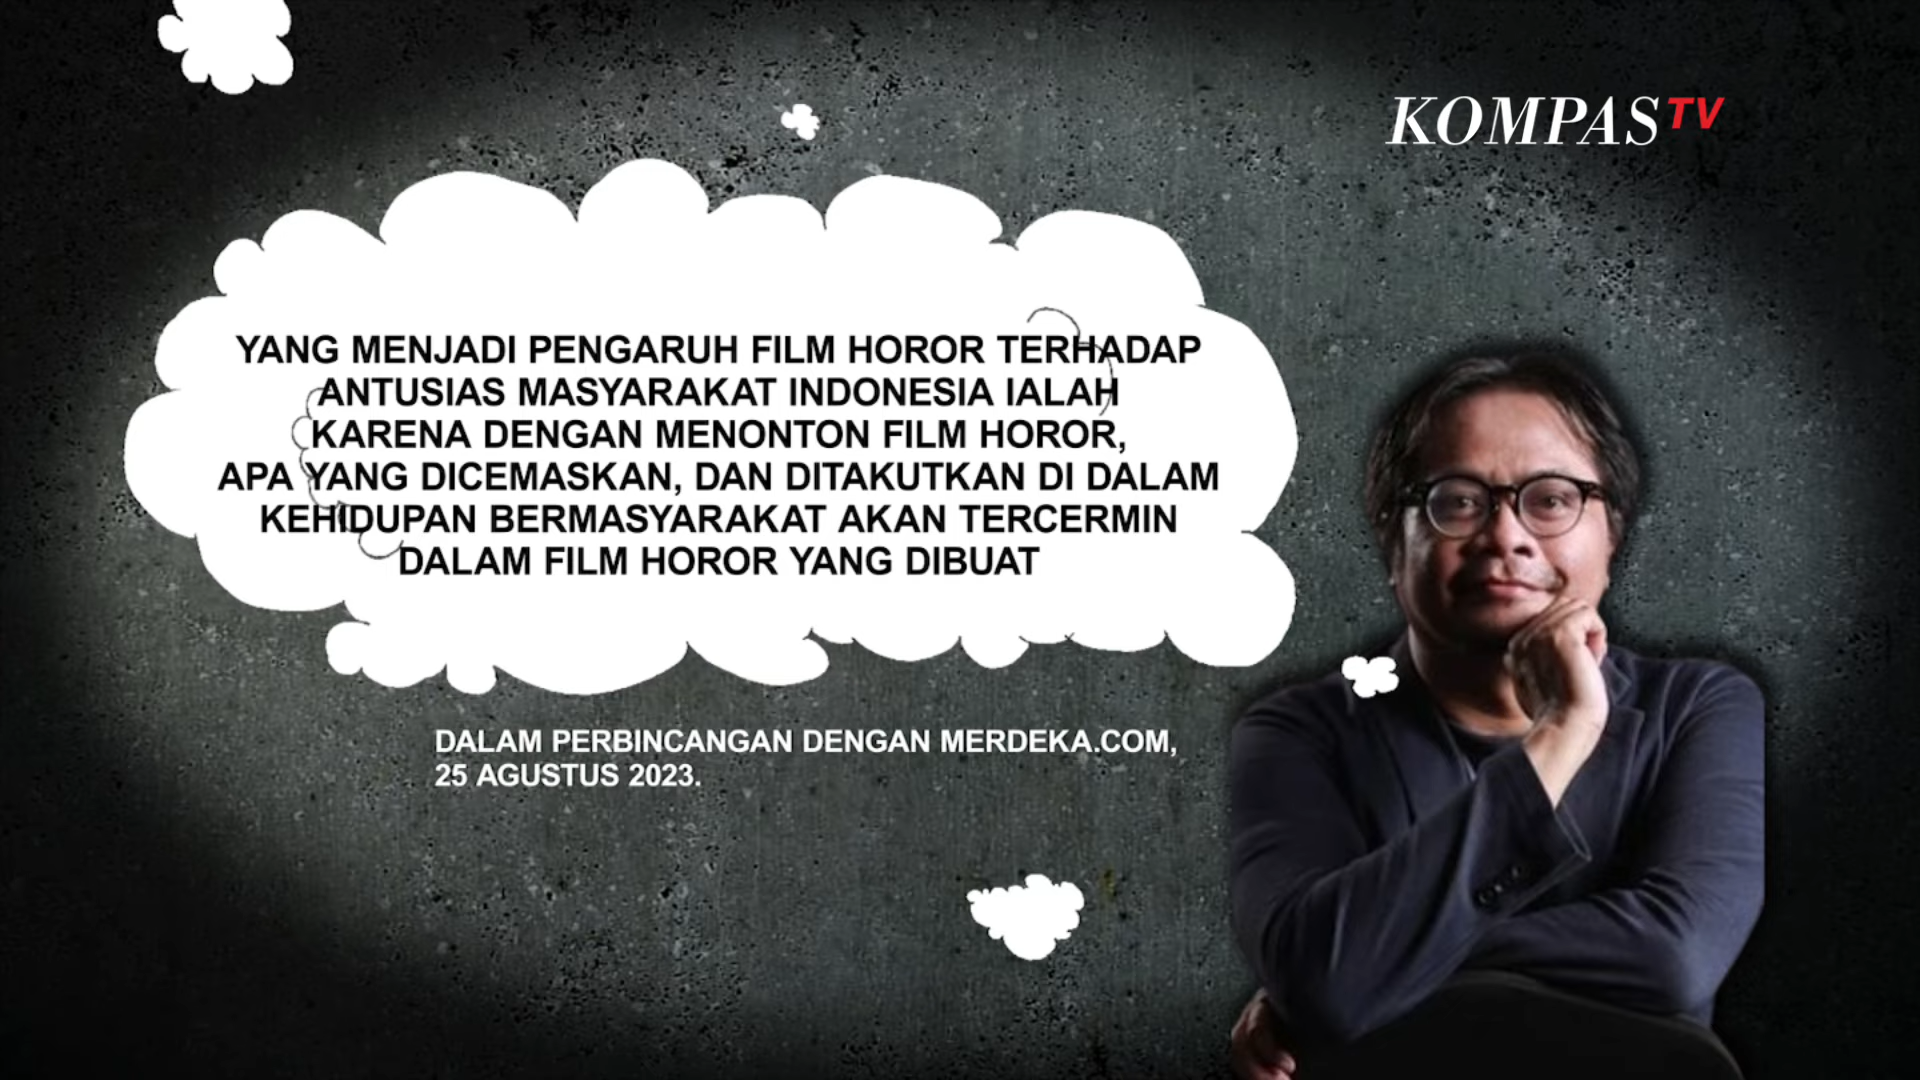 KOMPAS TV
YANG MENJADI PENGARUH FILM HOROR TERHADAP
ANTUSIAS MASYARAKAT INDONESIA IALAH
KARENA DENGAN MENONTON FILM HOROR,
APA YANG DICEMASKAN, DAN DITAKUTKAN DI DALAM
KEHIDUPAN BERMASYARAKAT AKAN TERCERMIN
DALAM FILM HOROR YANG DIBUAT
DALAM PERBINCANGAN DENGAN MERDEKA.COM,
25 AGUSTUS 2023.